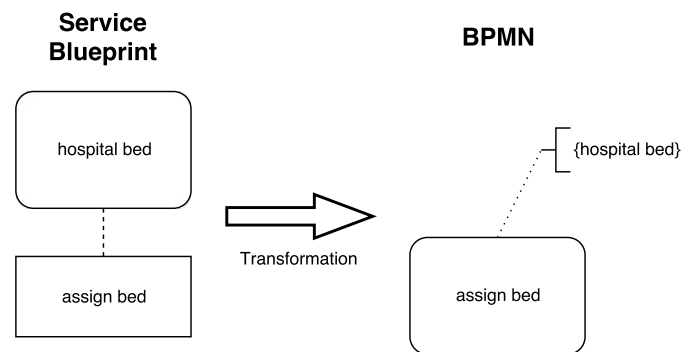 Service
Blueprint
BPMN
hospital bed
{hospital bed}
Transformation
assign bed
assign bed